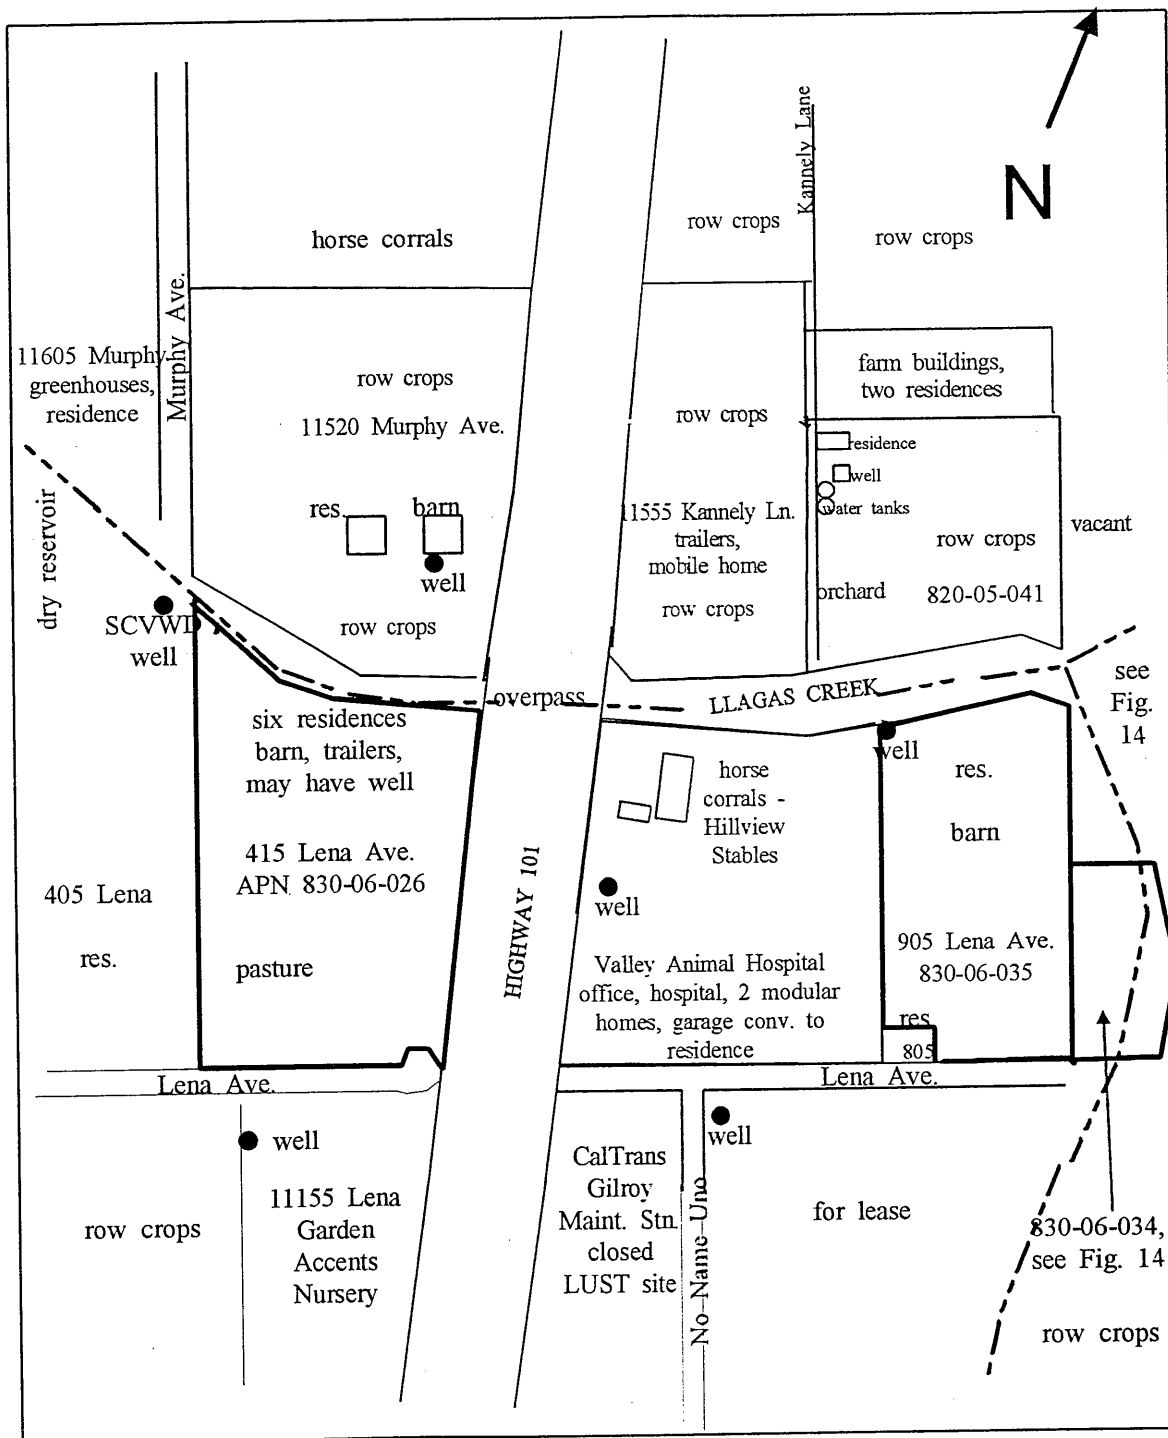 Kannely Lane
N
horse corrals
row crops
row crops
Murphy Ave.
11605 Murphy
greenhouses,
residence
row crops
11520 Murphy Ave.
row crops
farm buildings,
two residences
residence
well
water tanks
dry reservoir
res.
barn
well
11555 Kannely Ln.
trailers,
mobile home
row crops
row crops
vacant
orchard
820-05-041
SCVWD
well
row crops
overpass
LLAGAS CREEK
see
Fig.
14
six residences
barn, trailers,
may have well
415 Lena Ave.
APN 830-06-026
pasture
405 Lena
res.
HIGHWAY 101
horse
corrals -
Hillview
Stables
well
well
res.
barn
Valley Animal Hospital
office, hospital, 2 modular
homes, garage conv. to
residence
905 Lena Ave.
830-06-035
res
805
Lena Ave.
Lena Ave.
well
well
row crops
11155 Lena
Garden
Accents
Nursery
CalTrans
Gilroy
Maint. Stn.
closed
LUST site
No Name Uno
for lease
830-06-034,
see Fig. 14
row crops